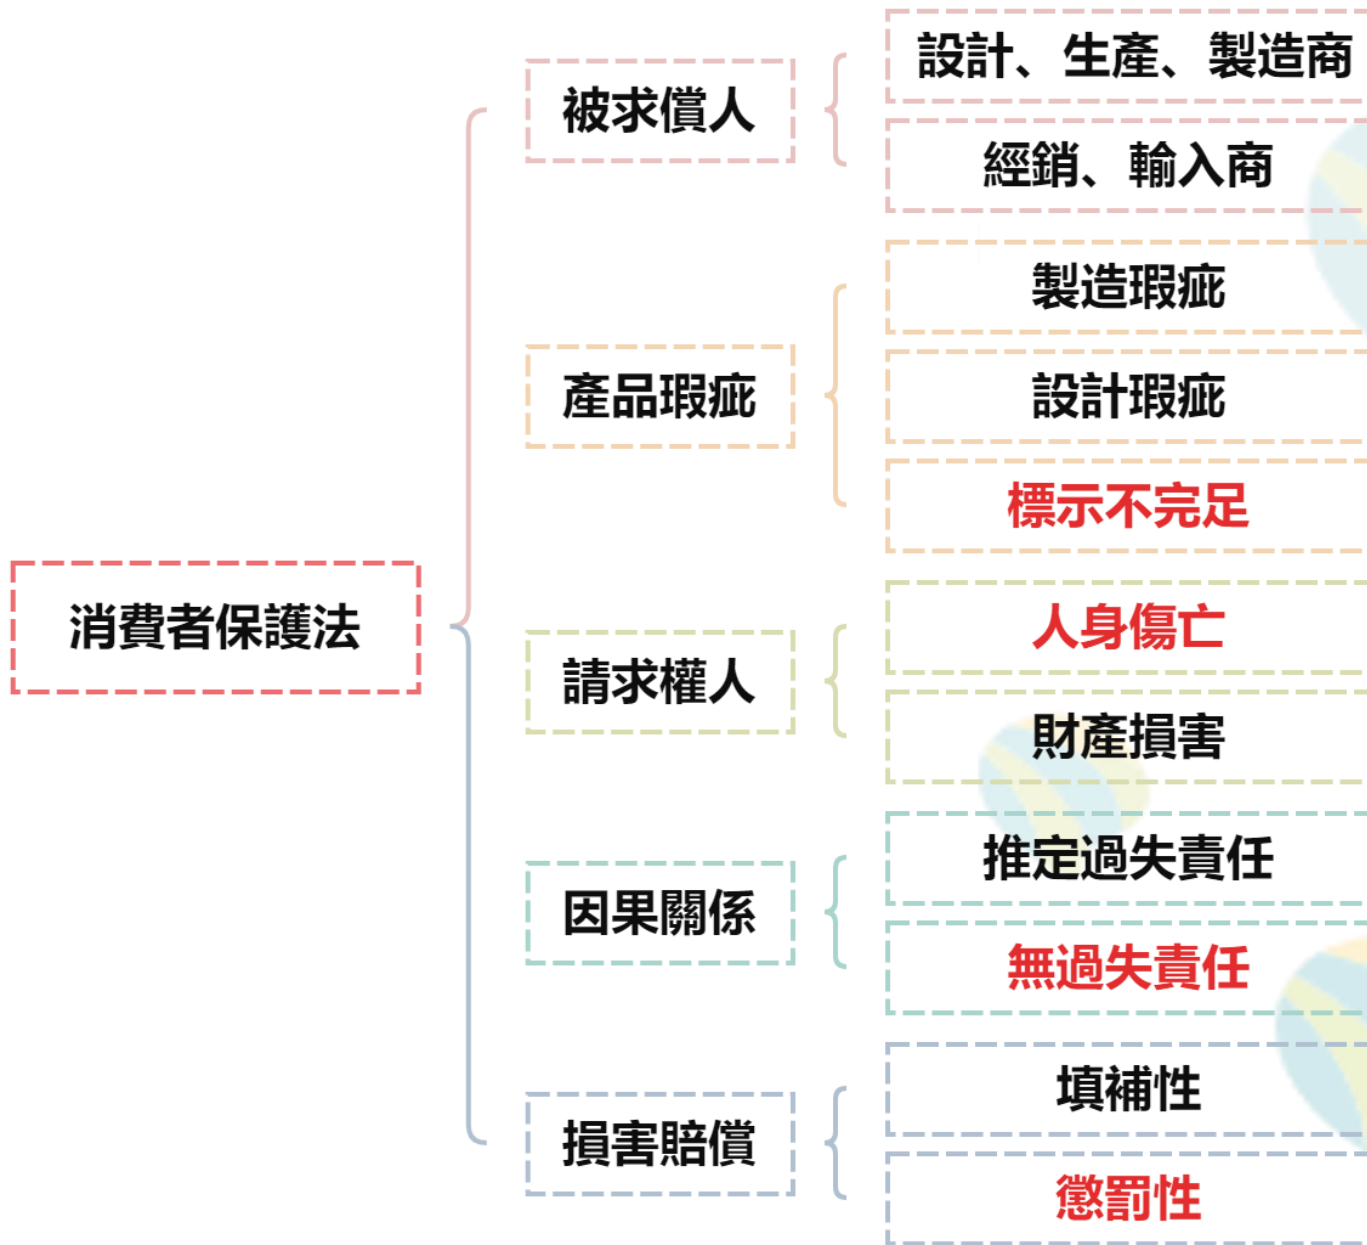 消費者保護法
被求償人
設計、生產、製造商
經銷、輸入商
產品瑕疵
製造瑕疵
設計瑕疵
標示不完足
請求權人
人身傷亡
財產損害
因果關係
推定過失責任
無過失責任
損害賠償
填補性
懲罰性